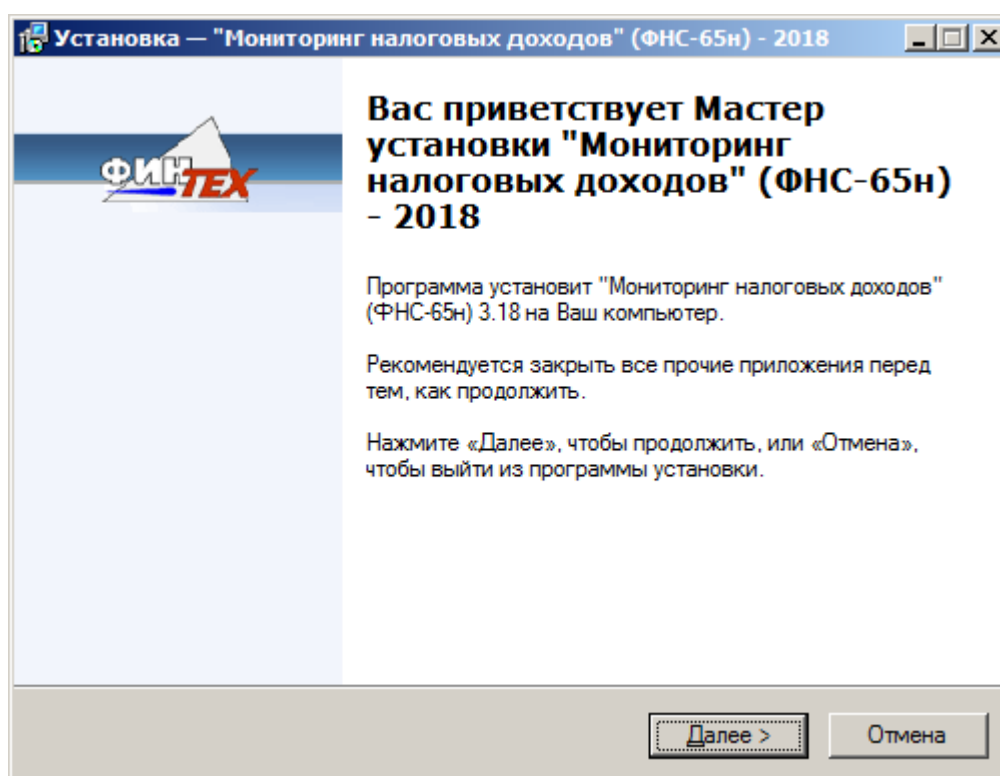 Установка — "Мониторинг налоговых доходов" (ФНС-65н) - 2018
ФИНТЕХ
Вас приветствует Мастер
установки "Мониторинг
налоговых доходов" (ФНС-65н)
- 2018
Программа установит "Мониторинг налоговых доходов"
(ФНС-65н) 3.18 на Ваш компьютер.
Рекомендуется закрыть все прочие приложения перед
тем, как продолжить.
Нажмите «Далее», чтобы продолжить, или «Отмена»,
чтобы выйти из программы установки.
Далее >
Отмена